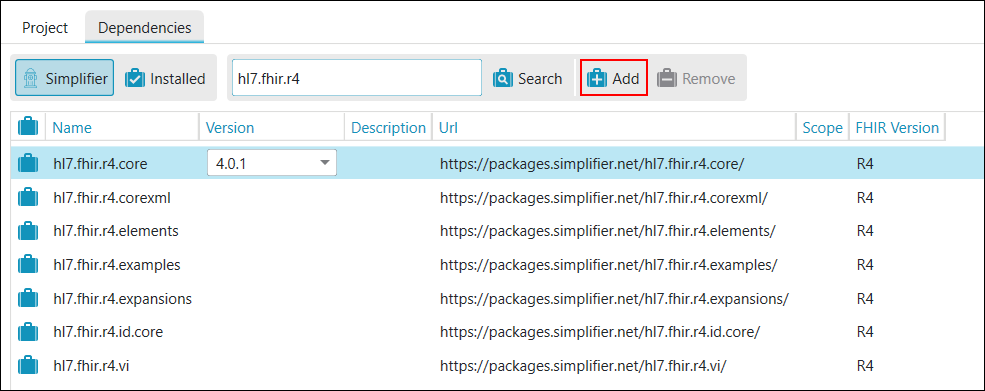 Project Dependencies
Simplifier Installed hl7.fhir.r4 Search Add Remove
Name Version Description Url Scope FHIR Version
hl7.fhir.r4.core 4.0.1 https://packages.simplifier.net/hl7.fhir.r4.core/ R4
hl7.fhir.r4.corexml https://packages.simplifier.net/hl7.fhir.r4.corexml/ R4
hl7.fhir.r4.elements https://packages.simplifier.net/hl7.fhir.r4.elements/ R4
hl7.fhir.r4.examples https://packages.simplifier.net/hl7.fhir.r4.examples/ R4
hl7.fhir.r4.expansions https://packages.simplifier.net/hl7.fhir.r4.expansions/ R4
hl7.fhir.r4.id.core https://packages.simplifier.net/hl7.fhir.r4.id.core/ R4
hl7.fhir.r4.vi https://packages.simplifier.net/hl7.fhir.r4.vi/ R4